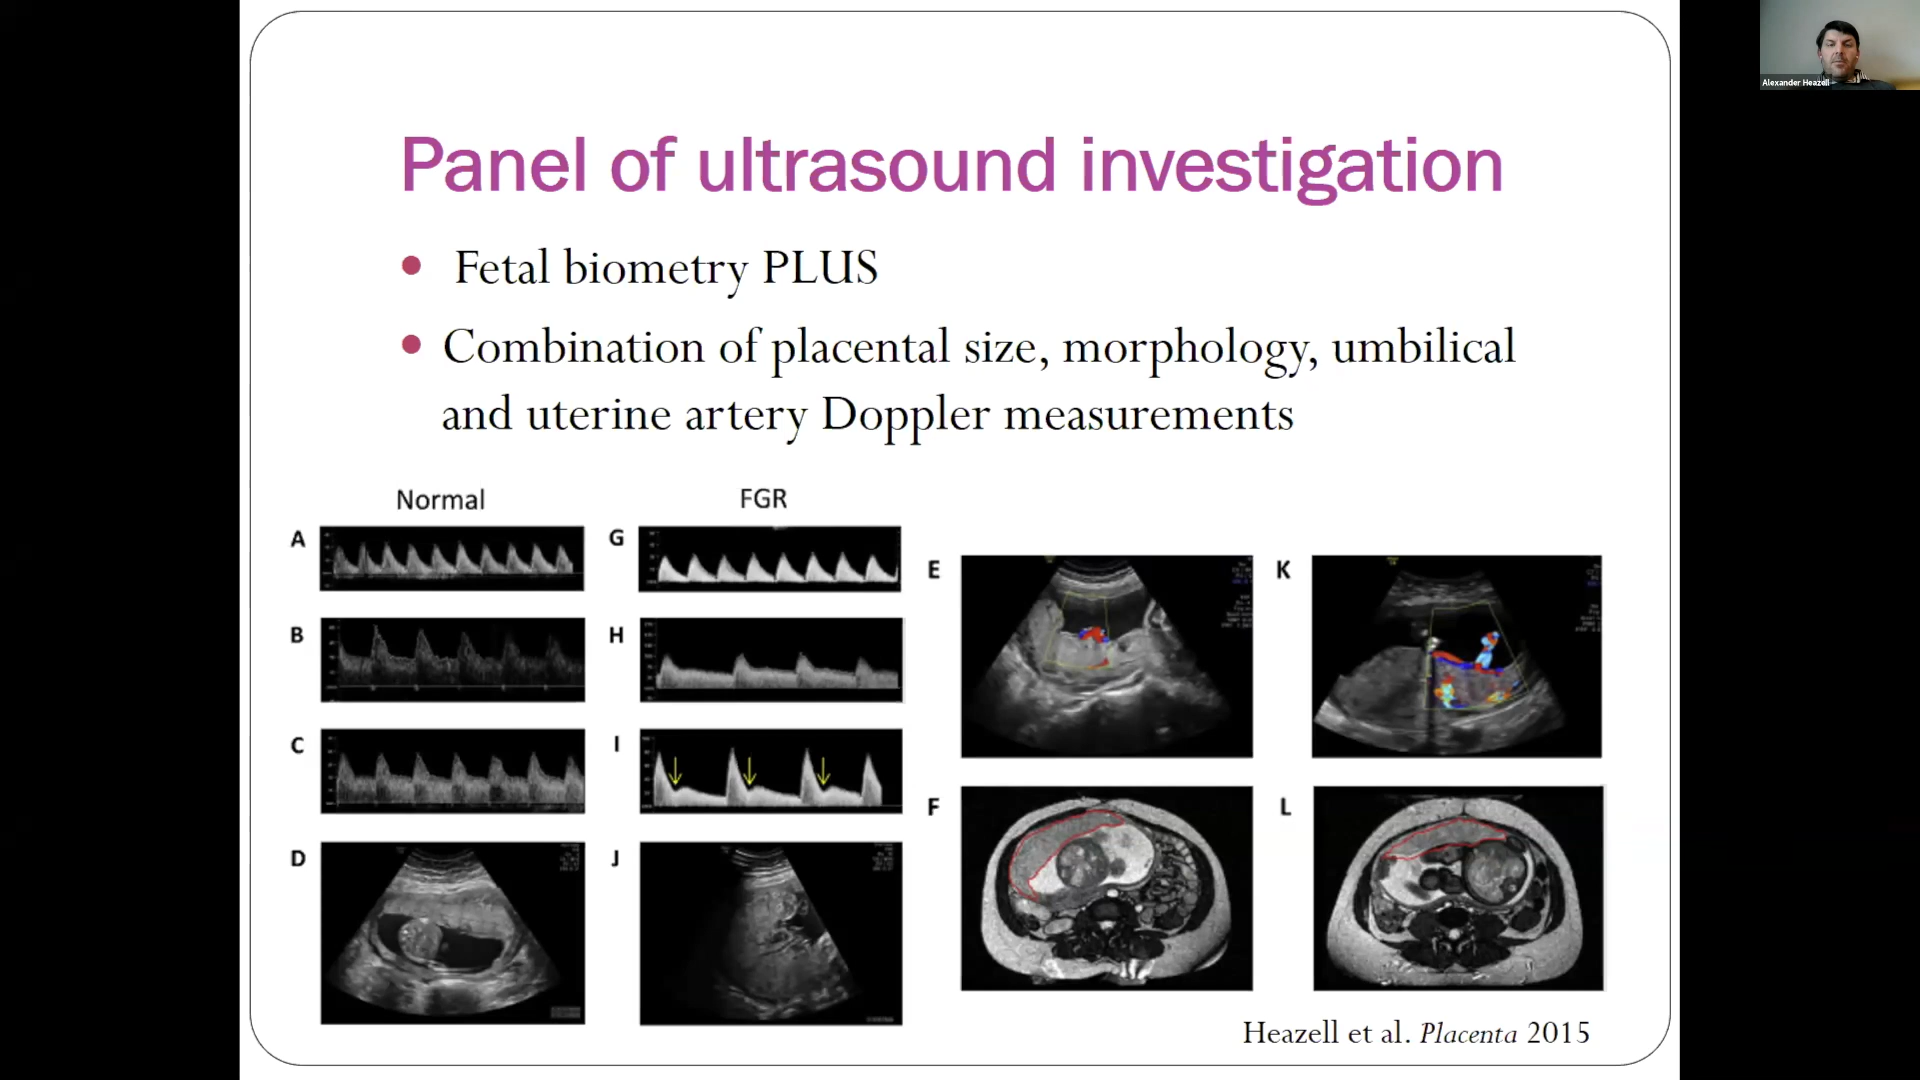 Alexander Heazell
Panel of ultrasound investigation
Fetal biometry PLUS
Combination of placental size, morphology, umbilical
and uterine artery Doppler measurements
Normal
FGR
A
G
B
H
C
I
D
J
E
K
F
L
Heazell et al. Placenta 2015